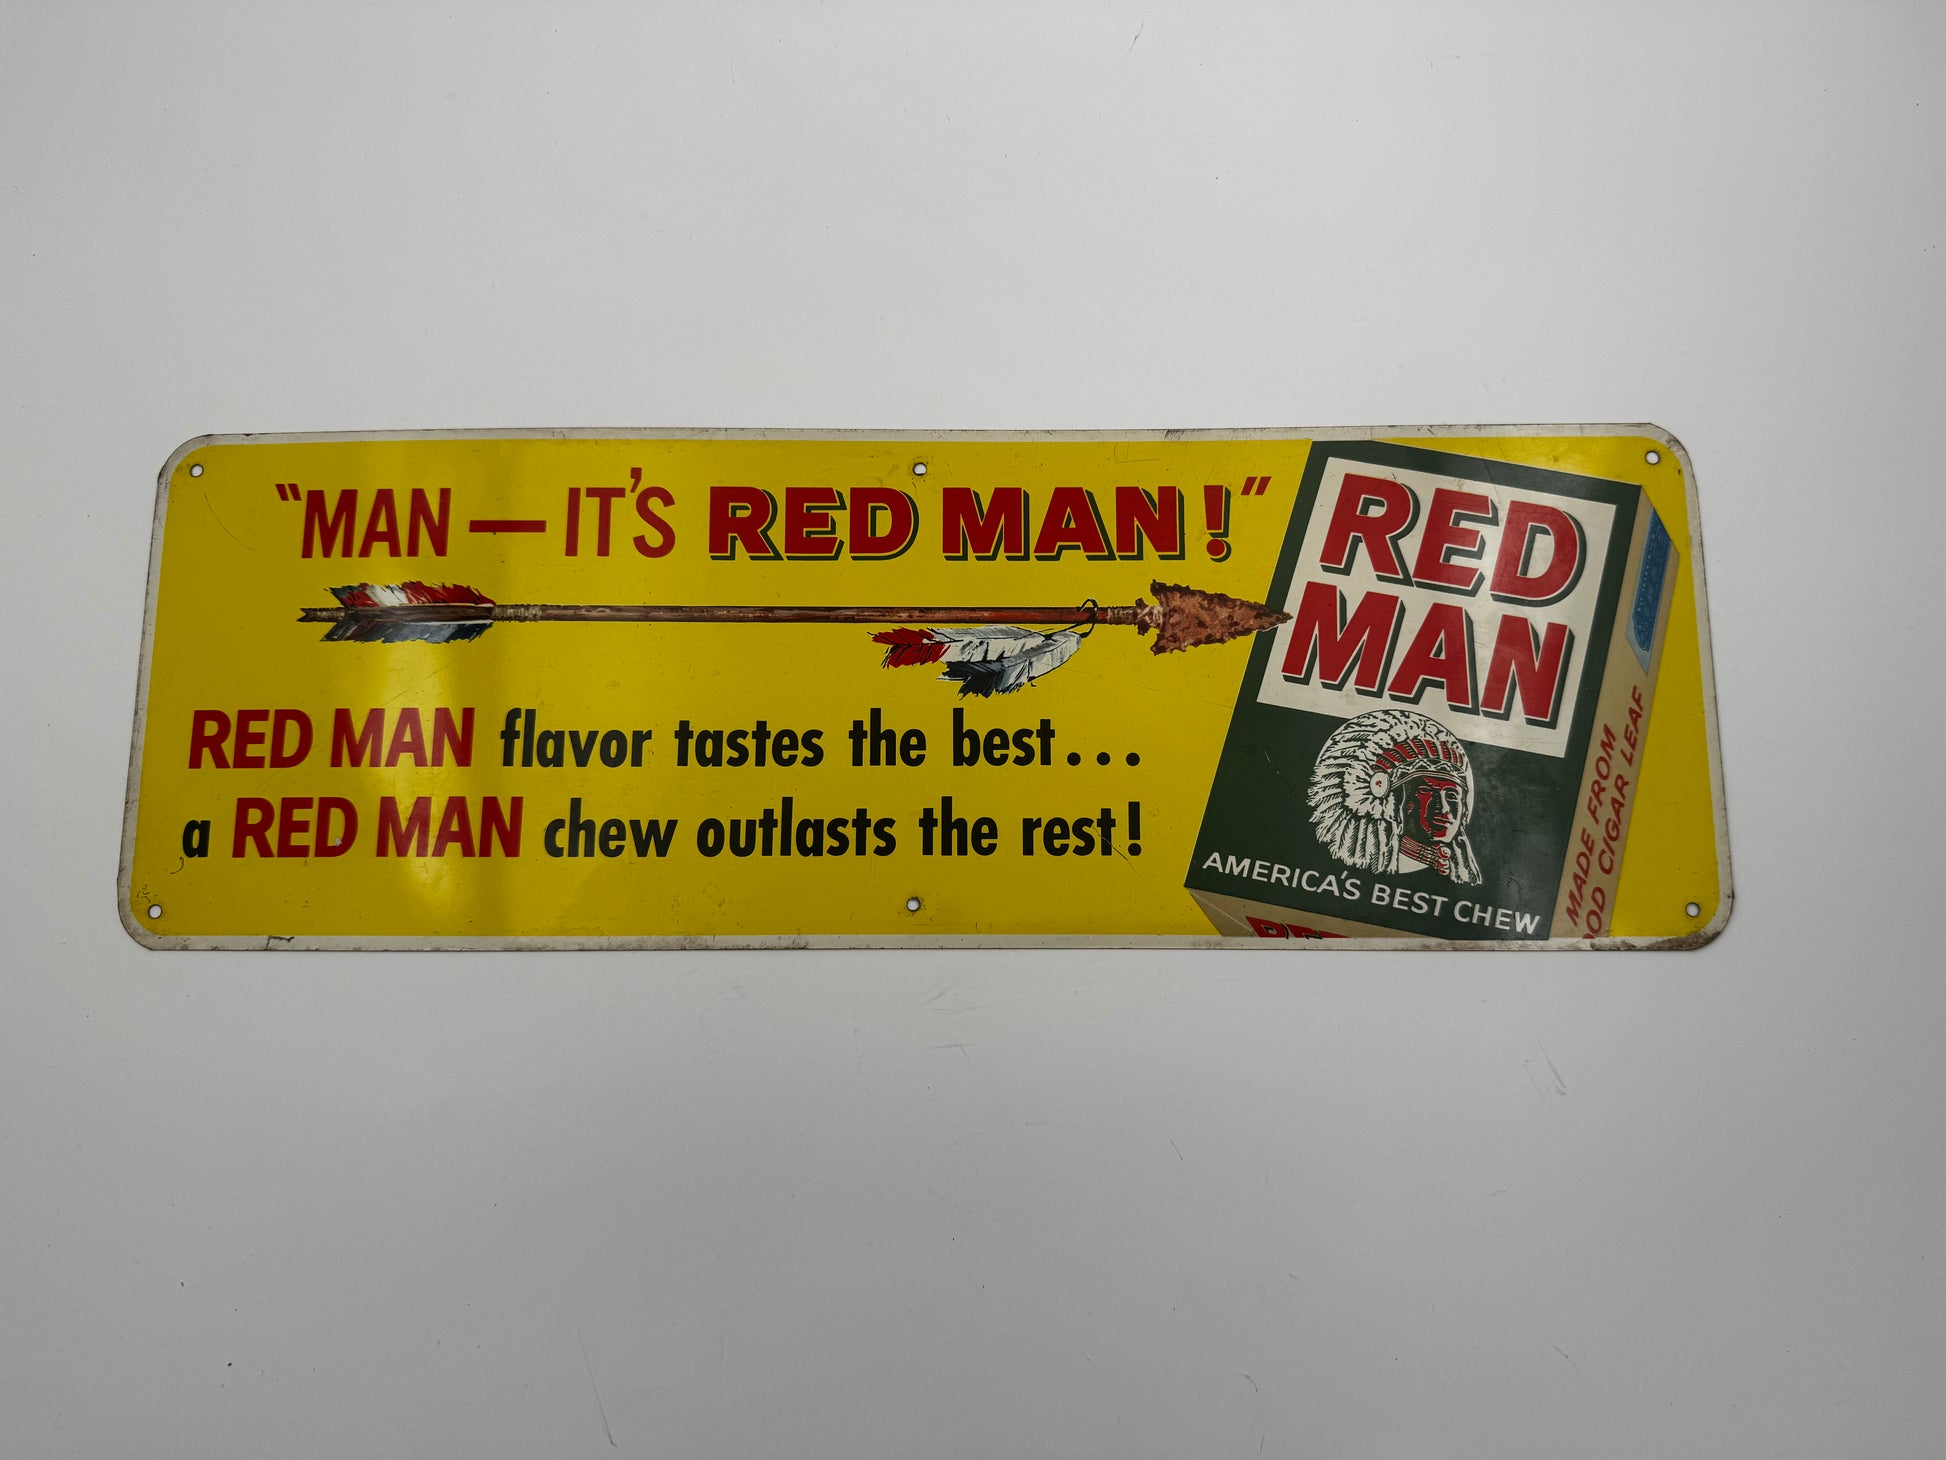 "MAN — IT'S RED MAN!"
RED MAN flavor tastes the best...
a RED MAN chew outlasts the rest!
RED
MAN
AMERICA'S BEST CHEW
MADE FROM
CIGAR LEAF